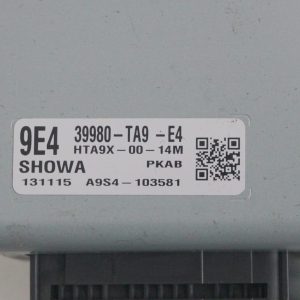 9E4 39980-TA9 -E4
HTA9X-00-14M
SHOWA PKAB
131115 A9S4-103581